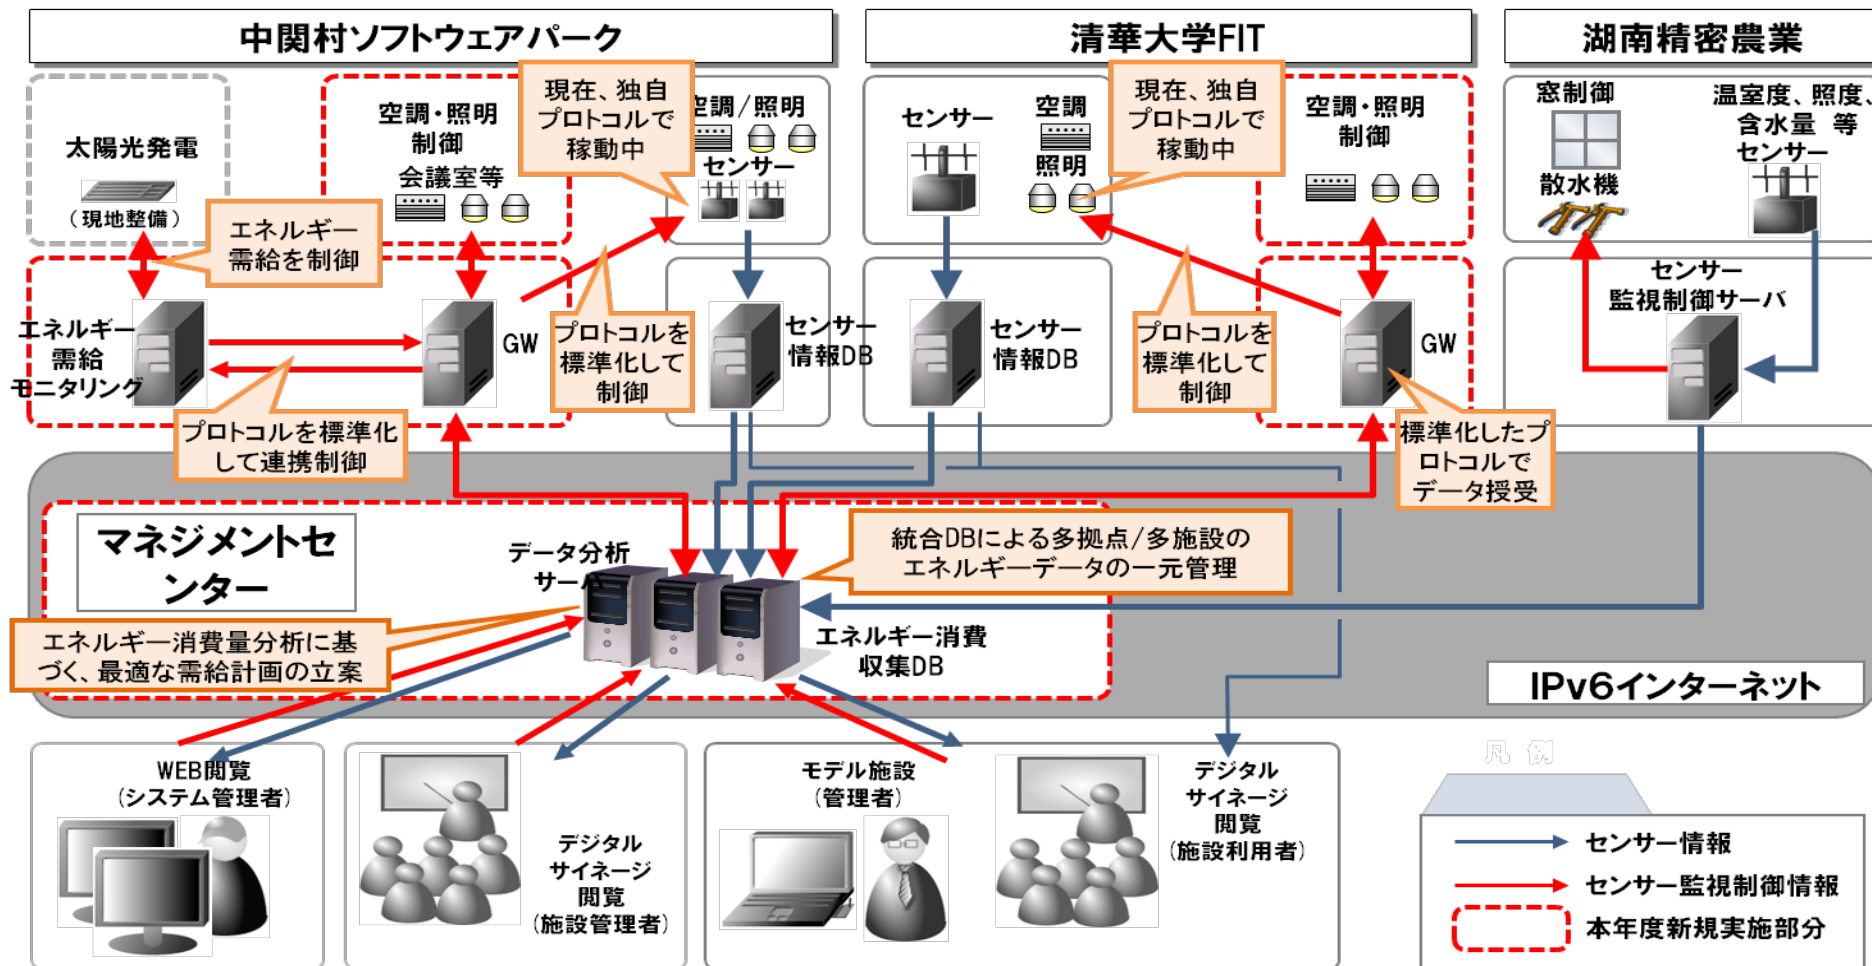 中関村ソフトウェアパーク
清華大学FIT
湖南精密農業
太陽光発電
（現地整備）
空調・照明
制御
会議室等
空調/照明
センサー
現在、独自
プロトコルで
稼動中
エネルギー
需給を制御
エネルギー
需給
モニタリング
GW
プロトコルを標準化
して連携制御
プロトコルを
標準化して
制御
センサー
情報DB
センサー
空調
照明
現在、独自
プロトコルで
稼動中
空調・照明
制御
センサー
情報DB
プロトコルを
標準化して
制御
GW
標準化したプ
ロトコルで
データ授受
窓制御
散水機
温室度、照度、
含水量 等
センサー
センサー
監視制御サーバ
マネジメントセ
ンター
データ分析
サーバ
統合DBによる多拠点/多施設の
エネルギーデータの一元管理
エネルギー消費量分析に基
づく、最適な需給計画の立案
エネルギー消費
収集DB
IPv6インターネット
WEB閲覧
(システム管理者)
デジタル
サイネージ
閲覧
(施設管理者)
モデル施設
(管理者)
デジタル
サイネージ
閲覧
(施設利用者)
凡 例
センサー情報
センサー監視制御情報
本年度新規実施部分